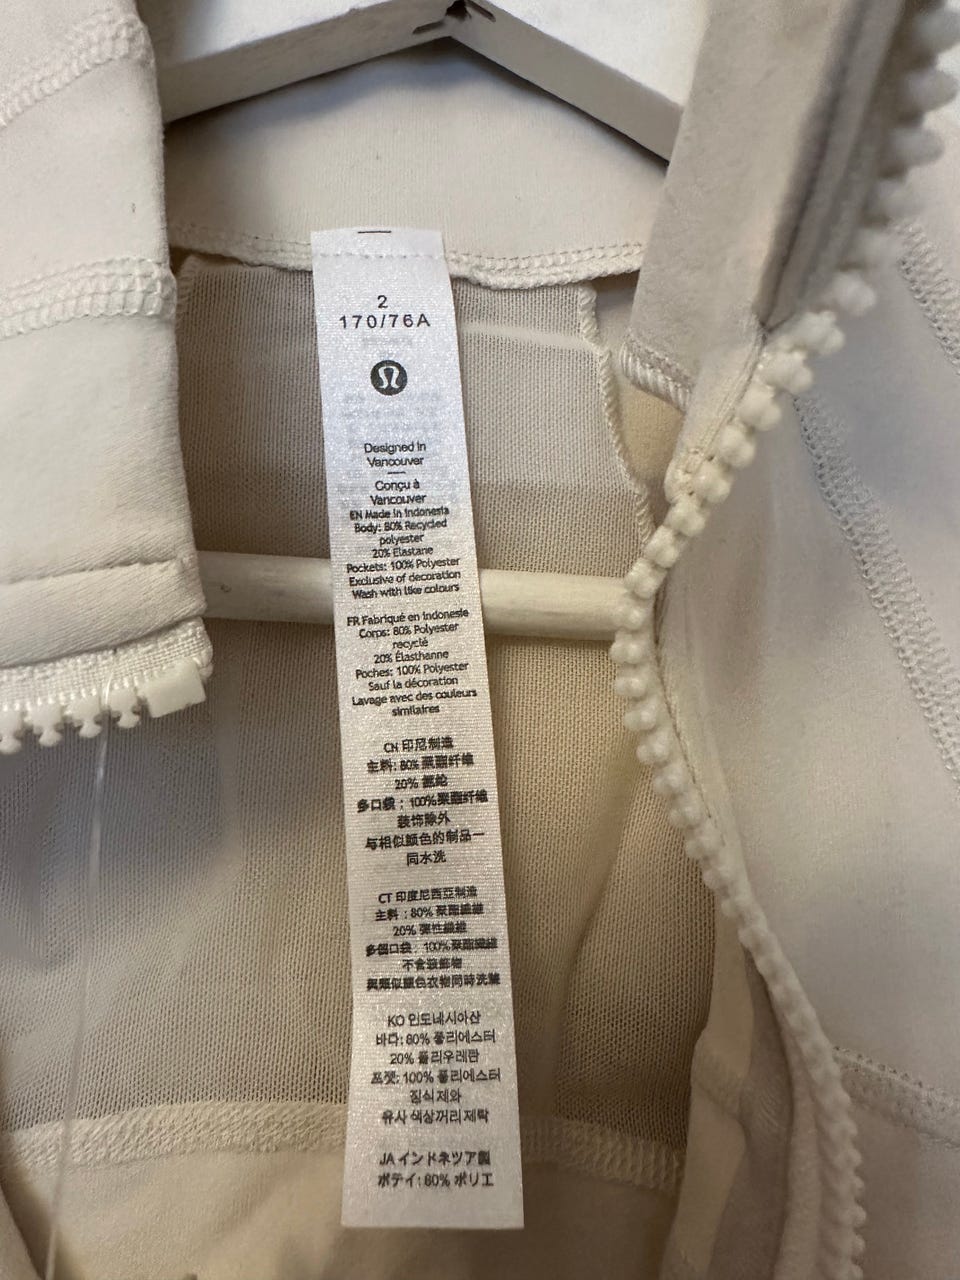 2
170/76A
Designed in
Vancouver
Conçu à
Vancouver
EN Made in Indonesia
Body: 80% Recycled
polyester
20% Elastane
Pockets: 100% Polyester
Exclusive of decoration
Wash with like colours
FR Fabriqué en Indonesie
Corps: 80% Polyester
recyclé
20% Élasthanne
Poches: 100% Polyester
Sauf la décoration
Lavage avec des couleurs
similaires
CN 印尼制造
主料: 80% 聚酯纤维
20% 氨纶
多口袋: 100%聚酯纤维
装饰除外
与相似颜色的制品一
同水洗
CT 印度尼西亞制造
主料: 80% 聚酯纖維
20% 彈性纖維
多個口袋: 100%聚酯纖維
不含裝飾物
與類似顏色衣物同時洗滌
KO 인도네시아산
바디: 80% 폴리에스터
20% 폴리우레탄
포켓: 100% 폴리에스터
장식 제외
유사 색상끼리 세탁
JA インドネツア製
ボディ: 80% ポリエ